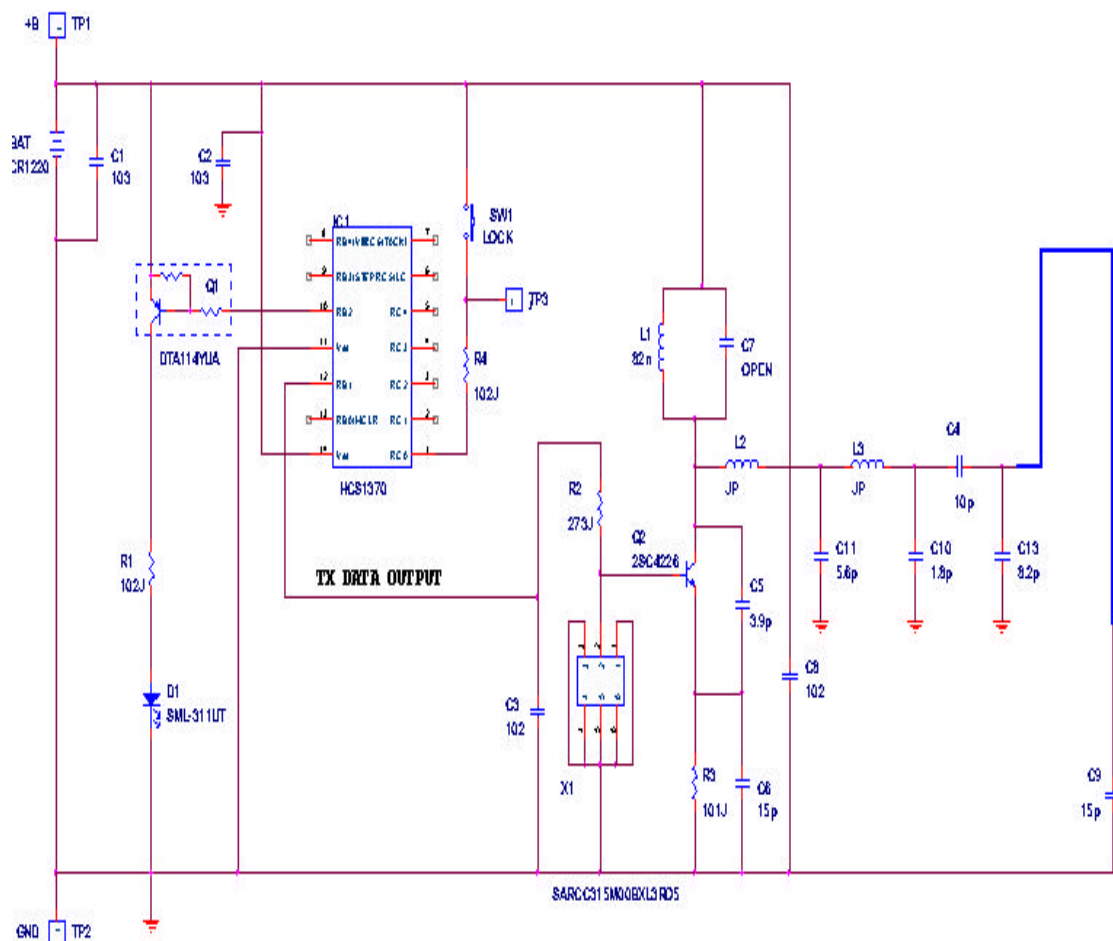 +B TP1
BAT
CR1220
C1
103
C2
103
IC1
SW1
LOCK
TP3
R4
102J
HCS1370
RB2
RC0
Q1
DTA114YUA
R1
102J
D1
SML-311UT
TX DATA OUTPUT
C3
102
R2
273J
X1
Q2
2SC4226
L1
82n
C7
OPEN
L2
JP
L3
JP
C4
10p
C11
5.6p
C10
1.8p
C13
8.2p
C5
3.9p
R3
101J
C6
15p
C8
102
C9
15p
GND TP2